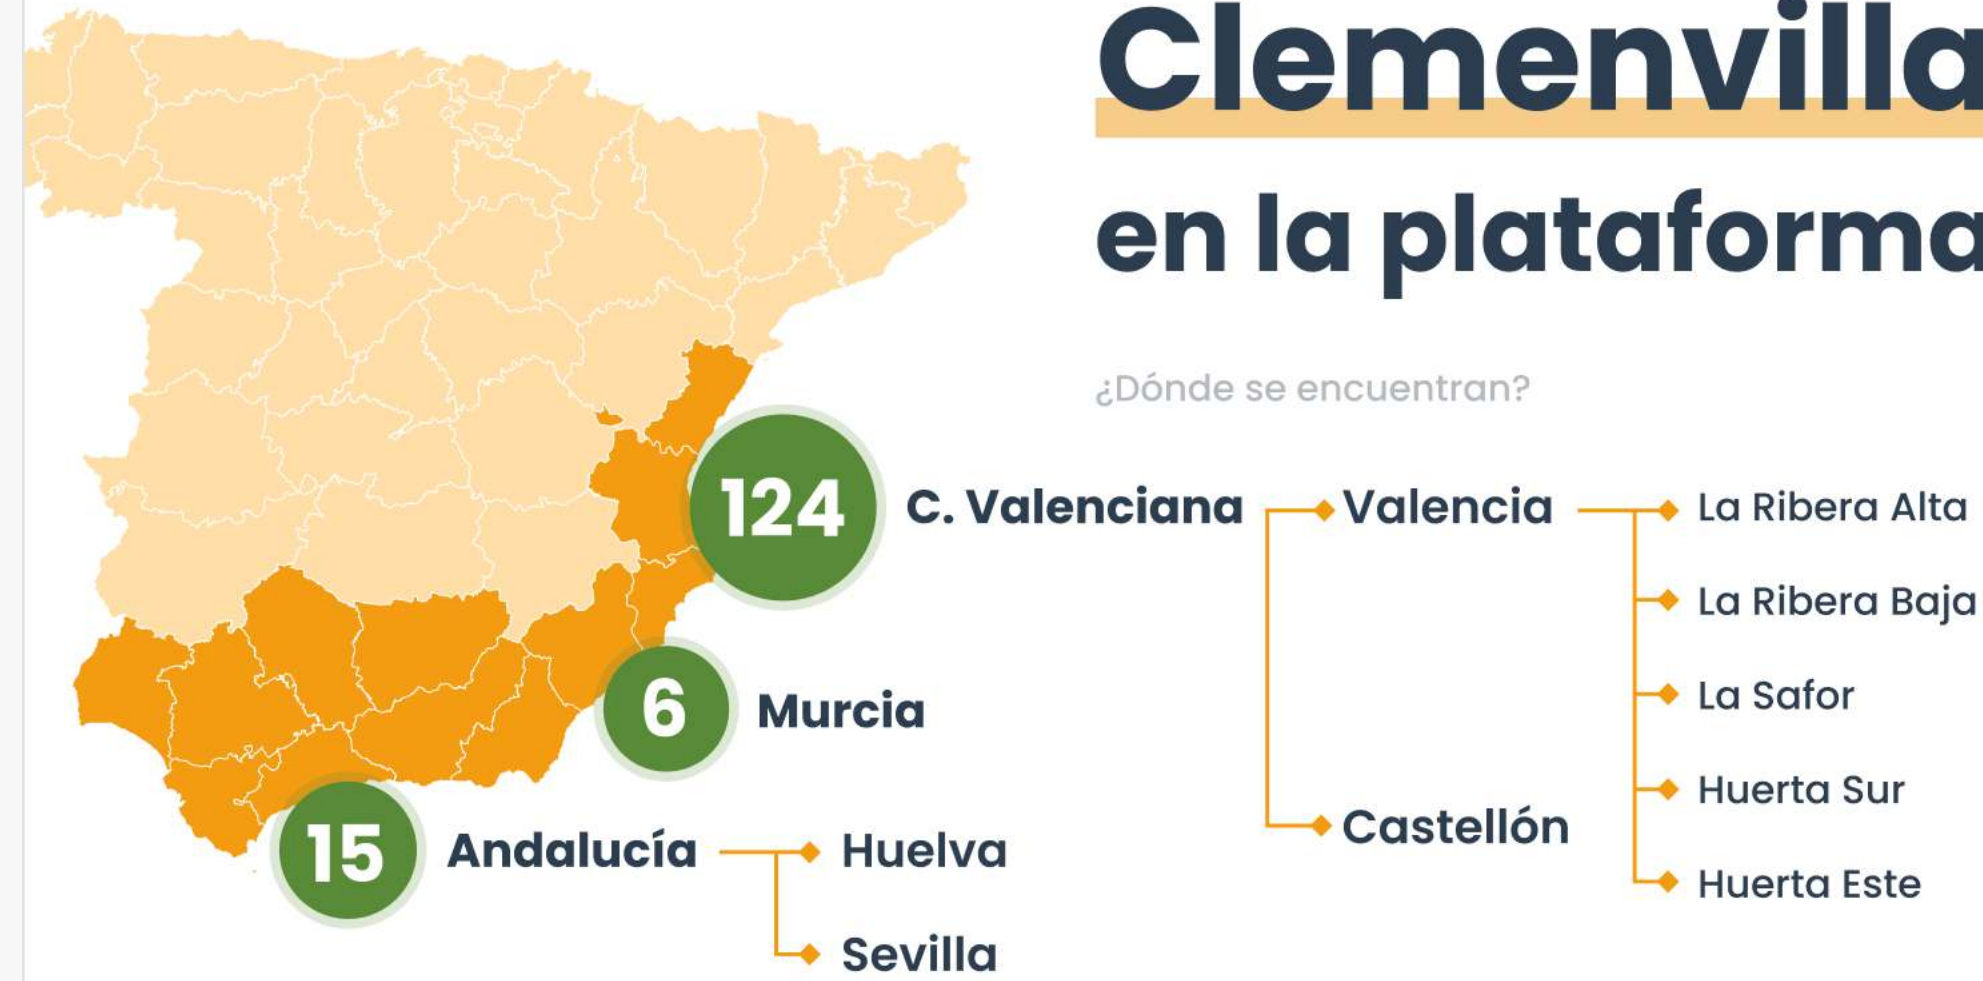 Clemenvilla
en la plataforma
¿Dónde se encuentran?
124
C. Valenciana
Valencia
La Ribera Alta
La Ribera Baja
La Safor
Huerta Sur
Huerta Este
Castellón
6
Murcia
15
Andalucía
Huelva
Sevilla